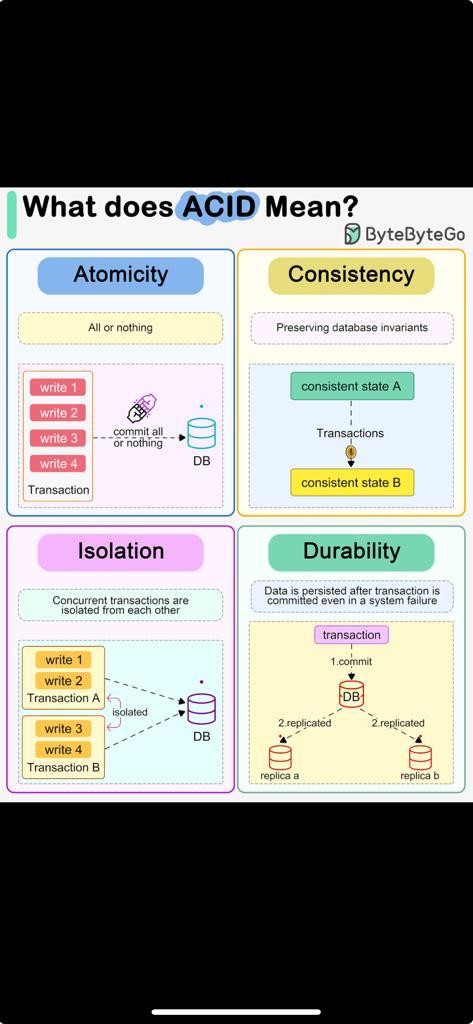 What does ACID Mean?
ByteByteGo
Atomicity
All or nothing
write 1
write 2
write 3
write 4
Transaction
commit all
or nothing
DB
Consistency
Preserving database invariants
consistent state A
Transactions
$
consistent state B
Isolation
Concurrent transactions are
isolated from each other
write 1
write 2
Transaction A
isolated
write 3
write 4
Transaction B
DB
Durability
Data is persisted after transaction is
committed even in a system failure
transaction
1.commit
DB
2.replicated
2.replicated
replica a
replica b